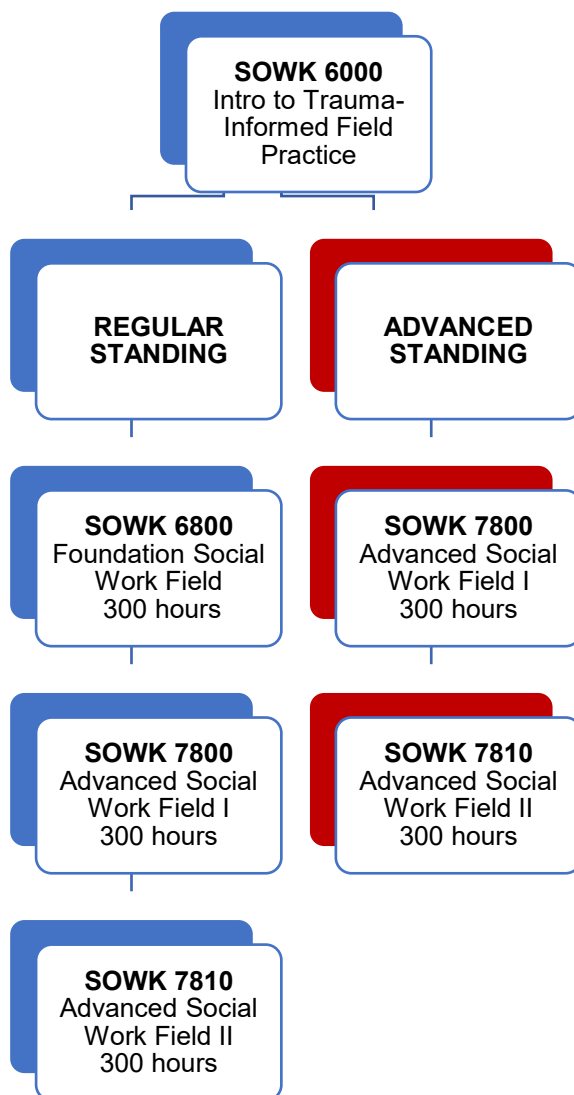 SOWK 6000
Intro to Trauma-
Informed Field
Practice
REGULAR
STANDING
ADVANCED
STANDING
SOWK 6800
Foundation Social
Work Field
300 hours
SOWK 7800
Advanced Social
Work Field I
300 hours
SOWK 7800
Advanced Social
Work Field I
300 hours
SOWK 7810
Advanced Social
Work Field II
300 hours
SOWK 7810
Advanced Social
Work Field II
300 hours